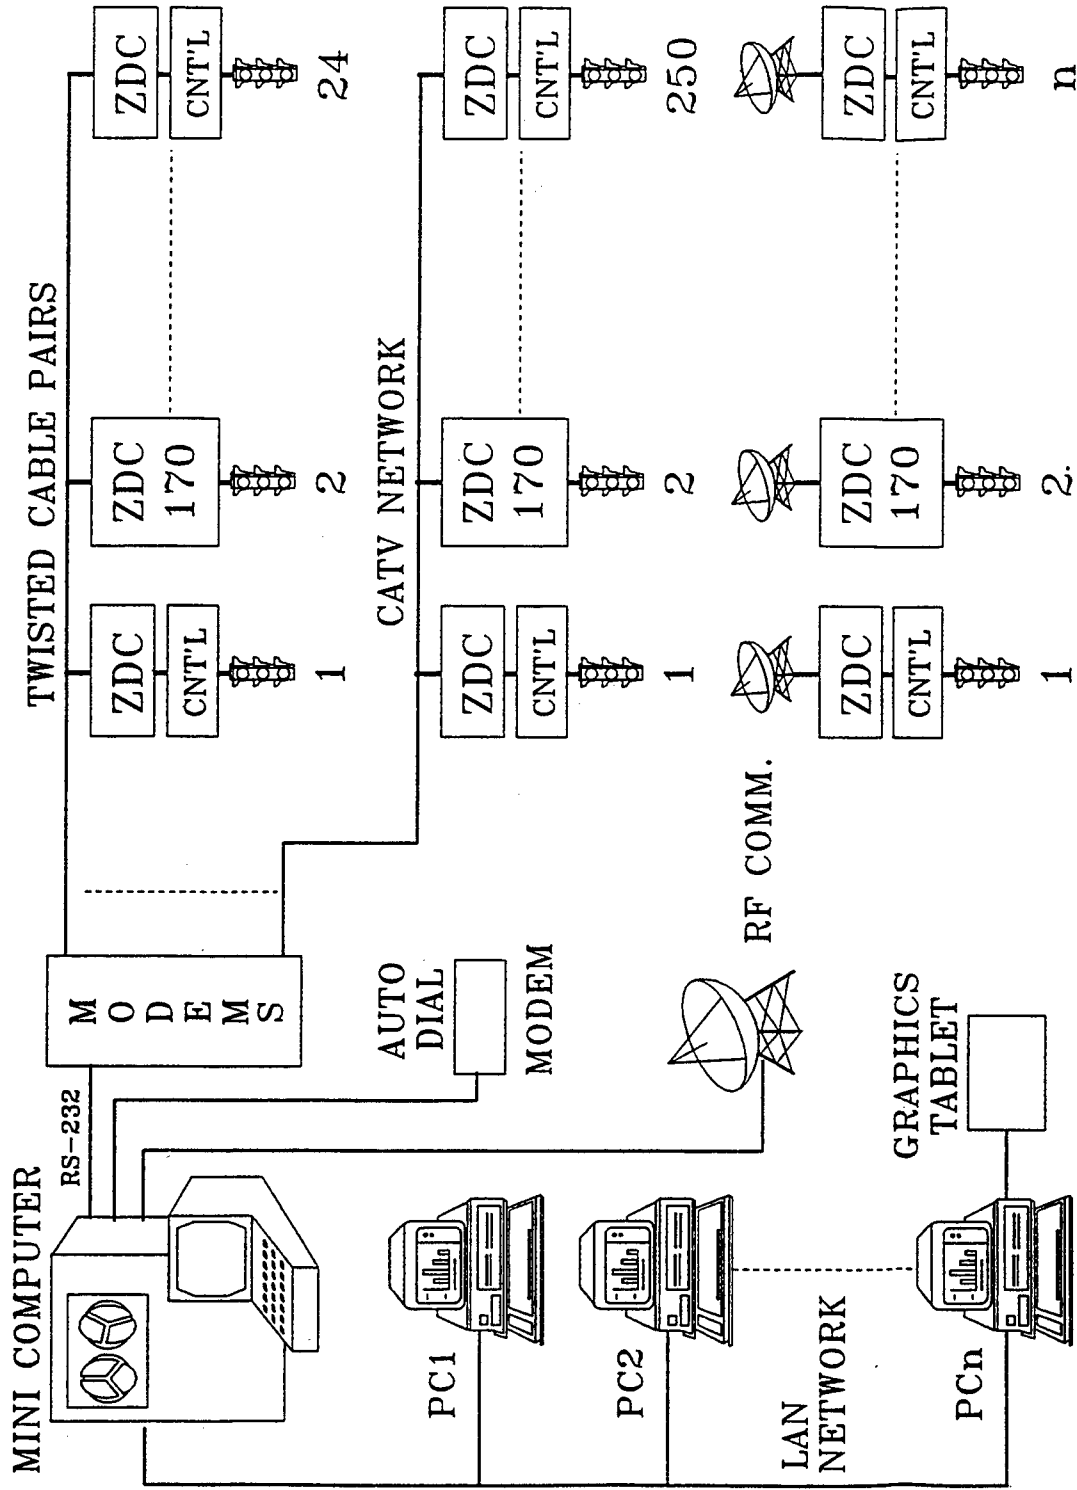 MINI COMPUTER
RS-232
M
O
D
E
M
S
TWISTED CABLE PAIRS
ZDC
CNT'L
1
ZDC
170
2
ZDC
CNT'L
24
AUTO
DIAL
MODEM
CATV NETWORK
ZDC
CNT'L
1
ZDC
170
2
ZDC
CNT'L
250
RF COMM.
ZDC
CNT'L
1
ZDC
170
2.
ZDC
CNT'L
n
PC1
PC2
LAN
NETWORK
PCn
GRAPHICS
TABLET